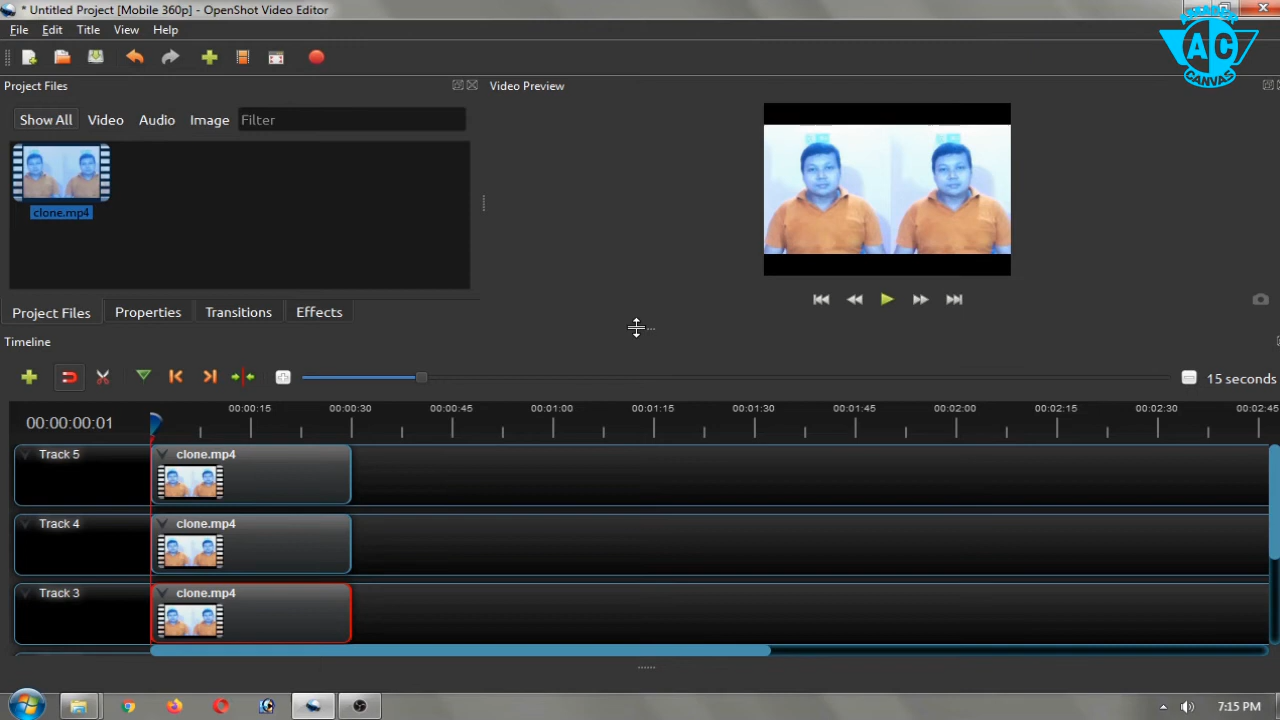 * Untitled Project [Mobile 360p] - OpenShot Video Editor
File Edit Title View Help
AC
CANVAS
Project Files
Video Preview
Show All Video Audio Image Filter
clone.mp4
Project Files Properties Transitions Effects
Timeline
15 seconds
00:00:00:01
00:00:15 00:00:30 00:00:45 00:01:00 00:01:15 00:01:30 00:01:45 00:02:00 00:02:15 00:02:30 00:02:45
Track 5 clone.mp4
Track 4 clone.mp4
Track 3 clone.mp4
7:15 PM